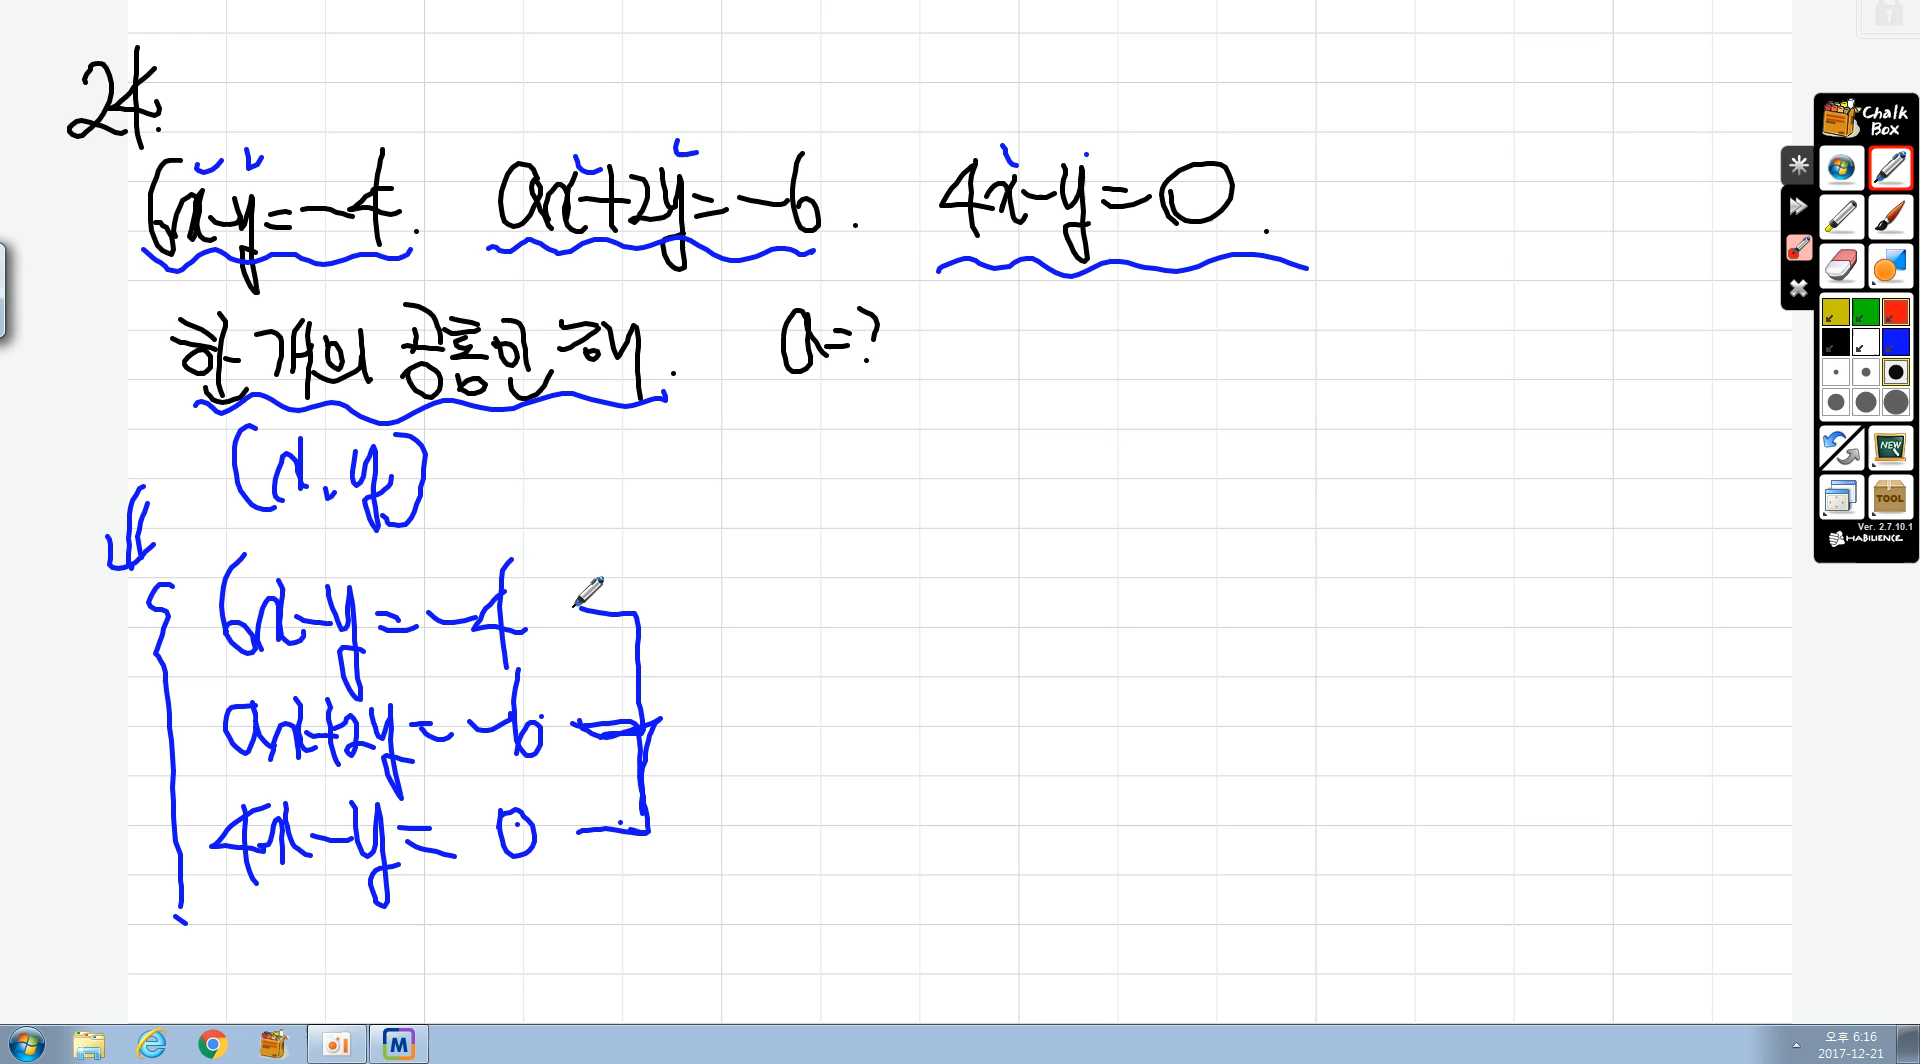 24.
6x-y=-4. ax+2y=-6. 4x-y=0.
한 개의 공통인 해. a=?
(x, y)
6x-y=-4
ax+2y=-6
4x-y=0
Chalk Box
NEW
TOOL
Ver. 2.7.10.1
HABILIENCE
오후 6:16
2017-12-21